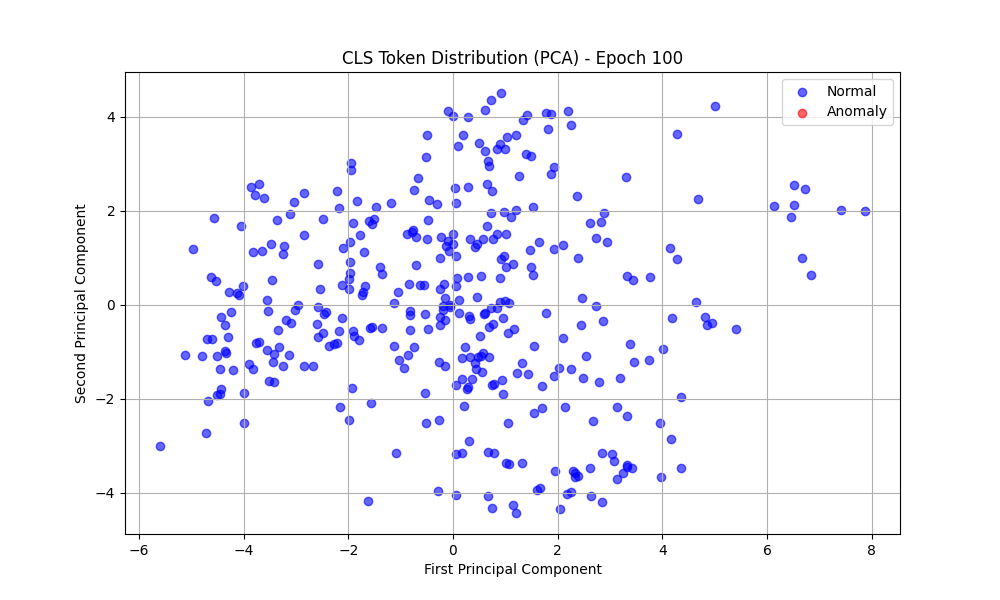 CLS Token Distribution (PCA) - Epoch 100
Normal
Anomaly
Second Principal Component
4
2
0
−2
−4
−6
−4
−2
0
2
4
6
8
First Principal Component